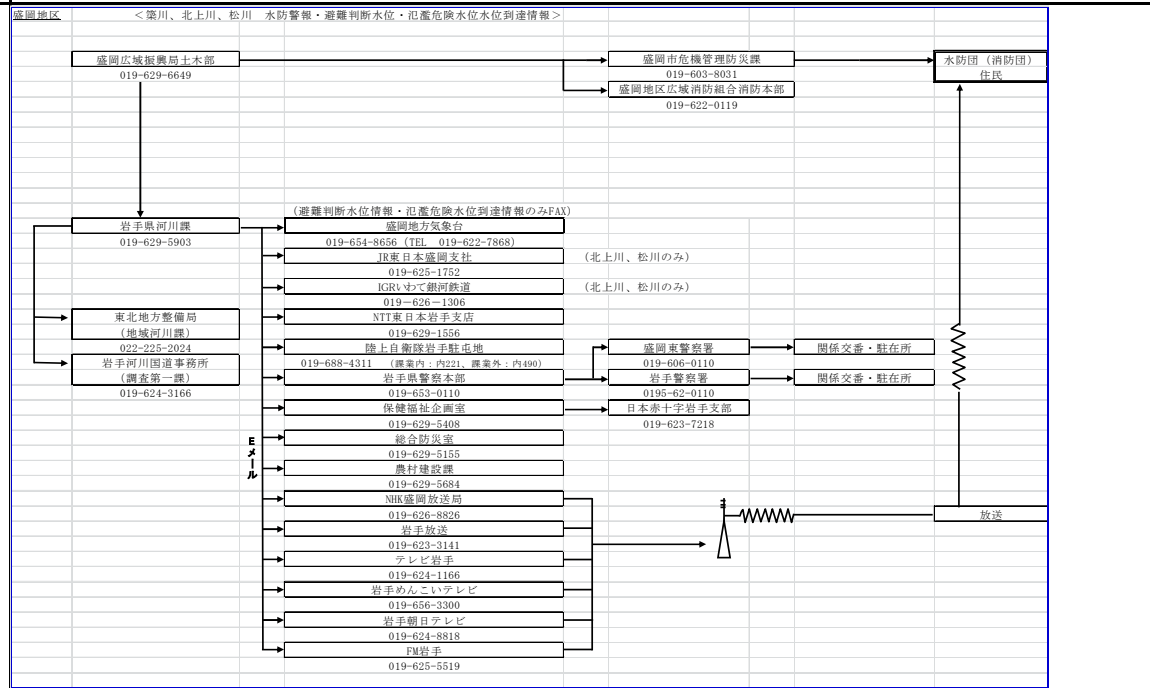 盛岡地区 <築川、北上川、松川 水防警報・避難判断水位・氾濫危険水位水位到達情報>
盛岡広域振興局土木部
019-629-6649
盛岡市危機管理防災課
019-603-8031
盛岡地区広域消防組合消防本部
019-622-0119
水防団（消防団）
住民
(避難判断水位情報・氾濫危険水位到達情報のみFAX)
岩手県河川課
019-629-5903
盛岡地方気象台
019-654-8656 (TEL 019-622-7868)
JR東日本盛岡支社 (北上川、松川のみ)
019-625-1752
IGRいわて銀河鉄道 (北上川、松川のみ)
019-626-1306
東北地方整備局
(地域河川課)
022-225-2024
岩手河川国道事務所
(調査第一課)
019-624-3166
NTT東日本岩手支店
019-629-1556
陸上自衛隊岩手駐屯地
019-688-4311 (課業内：内221、課業外：内490)
岩手県警察本部
019-653-0110
盛岡東警察署 関係交番・駐在所
019-606-0110
岩手警察署 関係交番・駐在所
0195-62-0110
保健福祉企画室 日本赤十字岩手支部
019-629-5408 019-623-7218
Eメール
総合防災室
019-629-5155
農村建設課
019-629-5684
NHK盛岡放送局
019-626-8826
放送
岩手放送
019-623-3141
テレビ岩手
019-624-1166
岩手めんこいテレビ
019-656-3300
岩手朝日テレビ
019-624-8818
FM岩手
019-625-5519